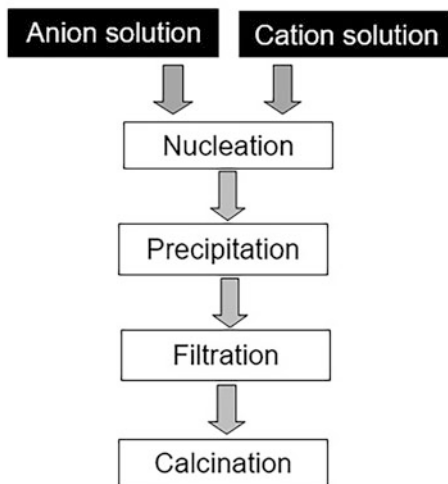 Anion solution
Cation solution
Nucleation
Precipitation
Filtration
Calcination